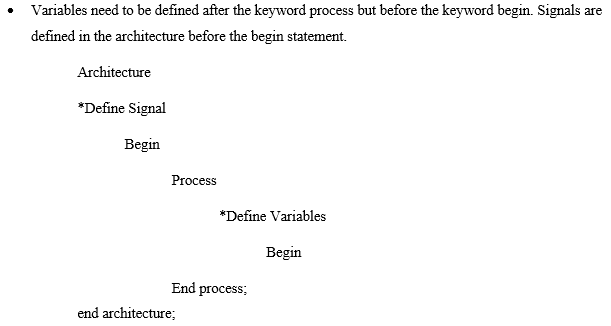 • Variables need to be defined after the keyword process but before the keyword begin. Signals are
defined in the architecture before the begin statement.
Architecture
*Define Signal
Begin
Process
*Define Variables
Begin
End process;
end architecture;